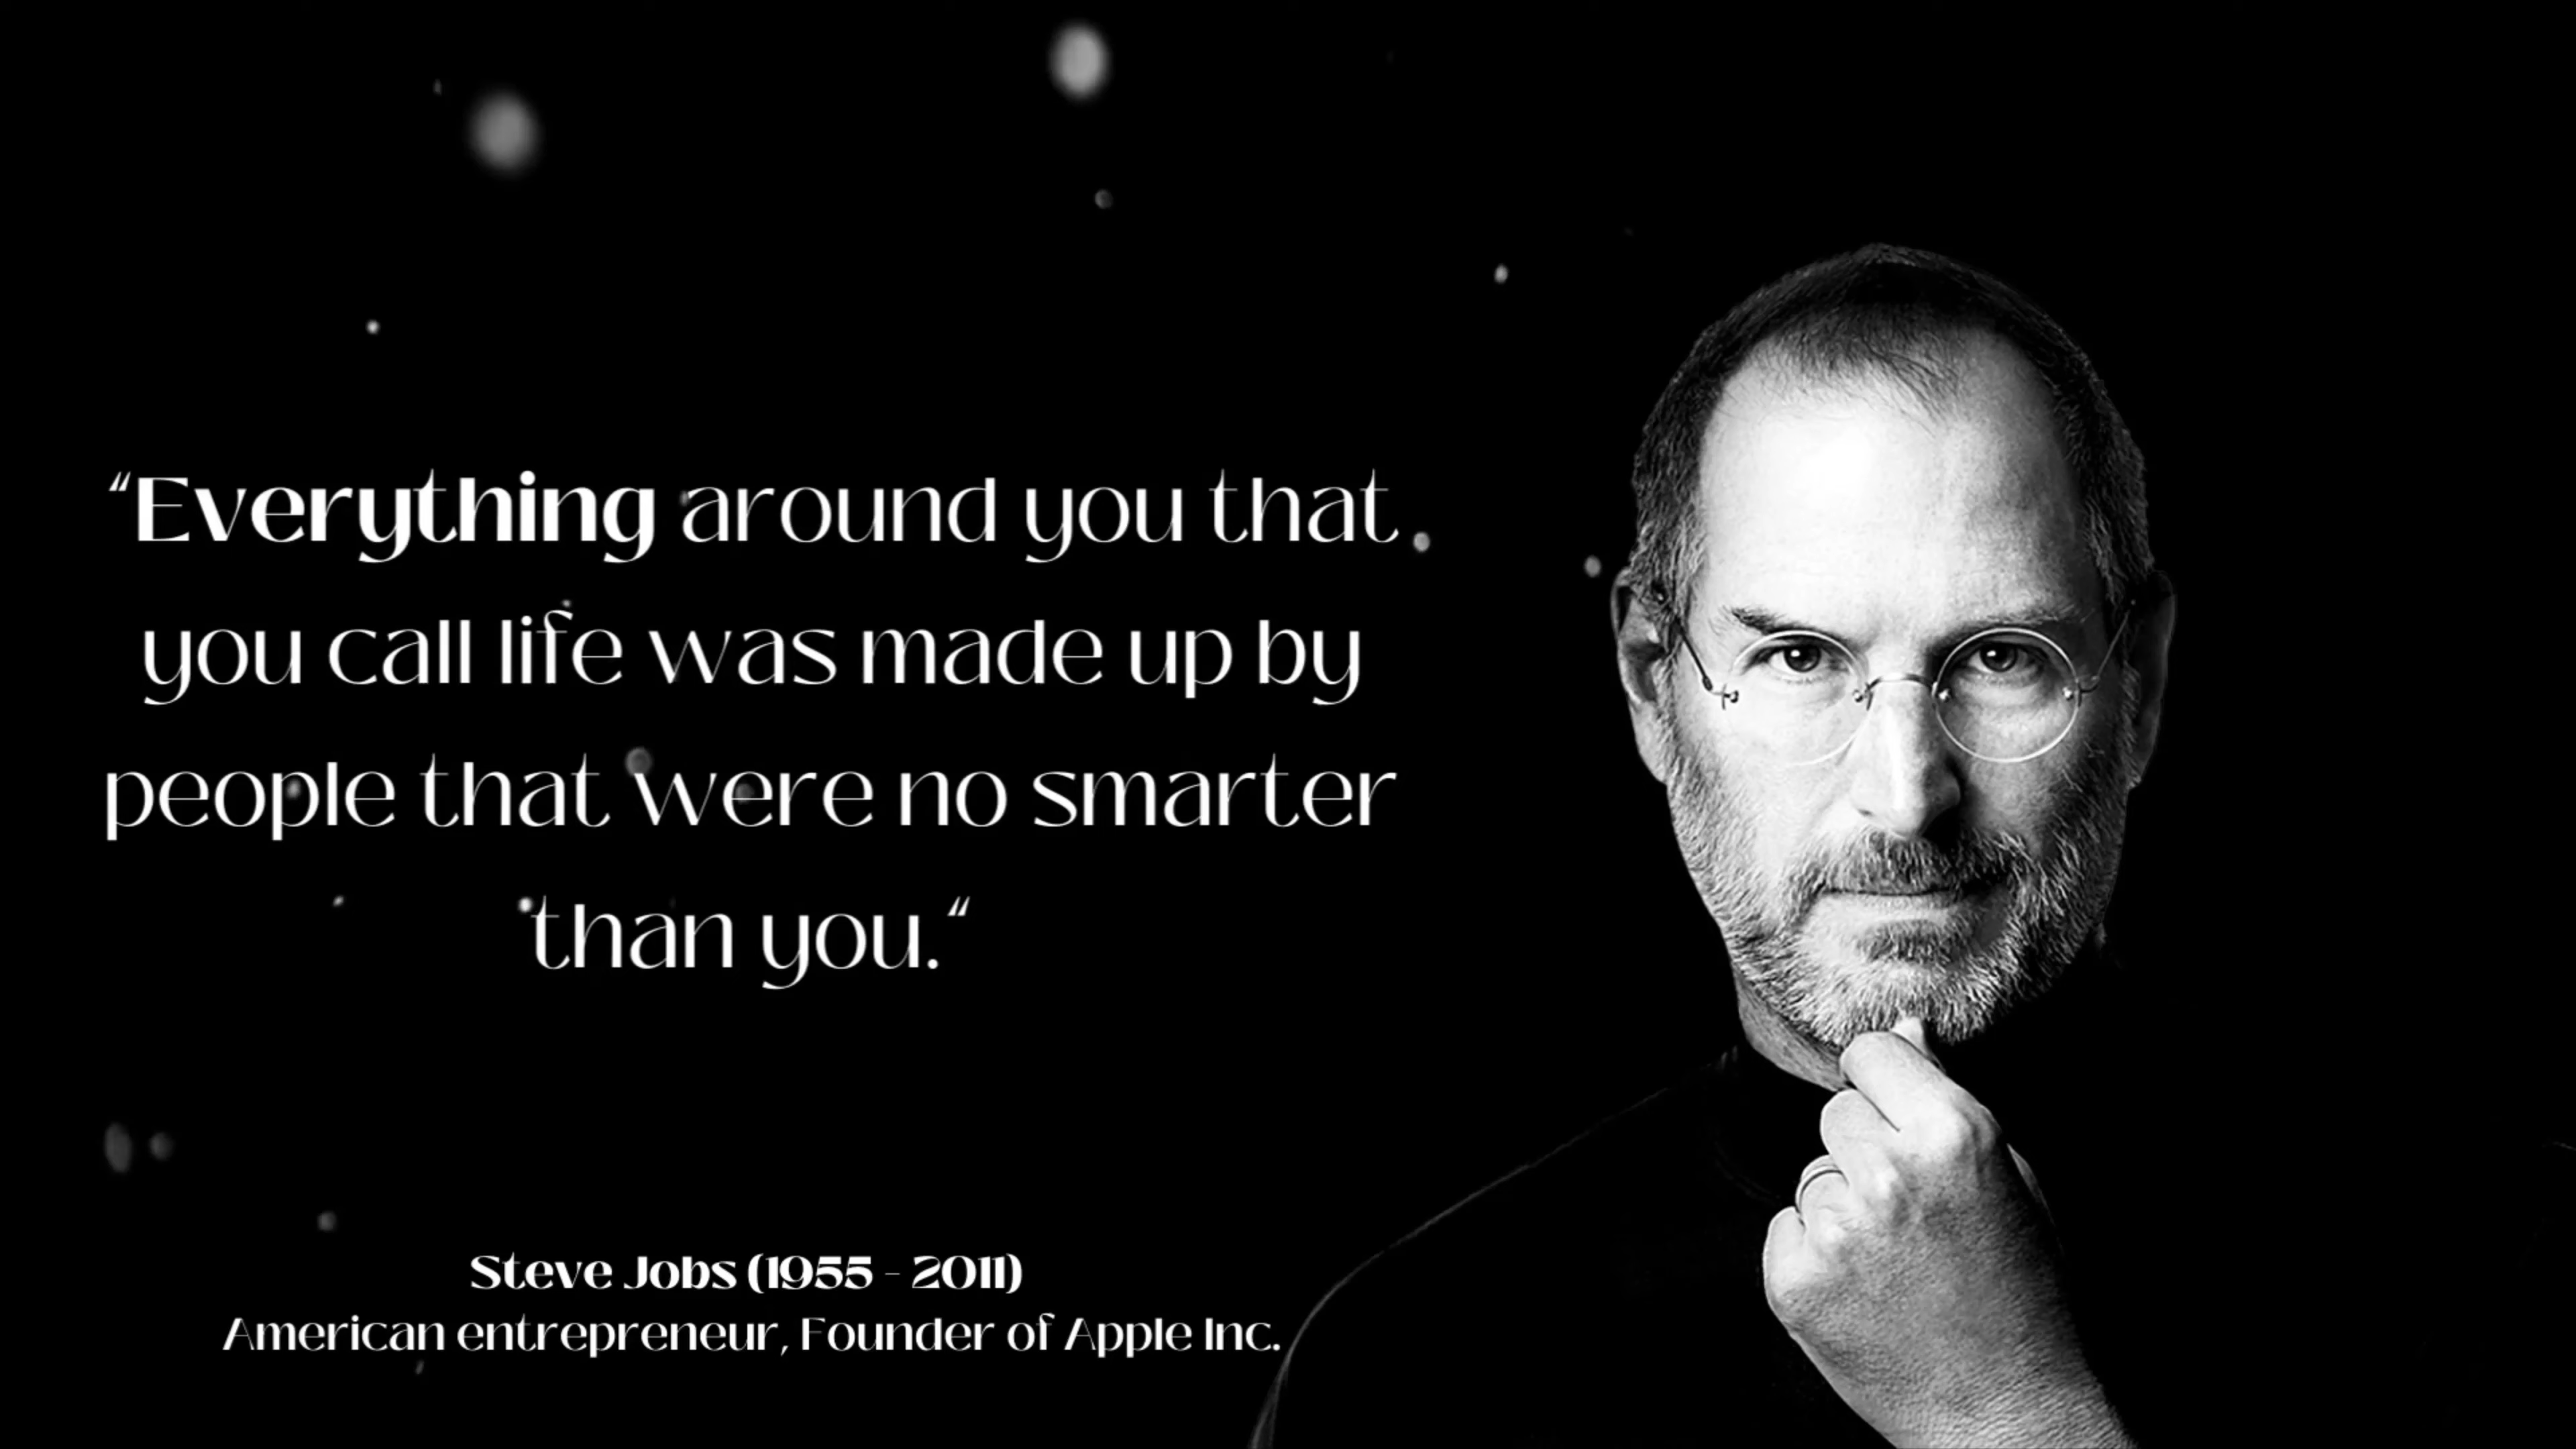 “Everything around you that
you call life was made up by
people that were no smarter
than you.“
Steve Jobs (1955 - 2011)
American entrepreneur, Founder of Apple Inc.